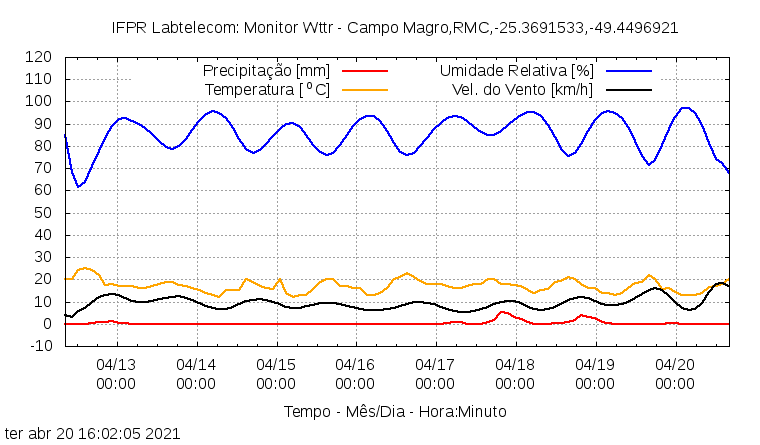 IFPR Labtelecom: Monitor Wttr - Campo Magro,RMC,-25.3691533,-49.4496921
120
110
100
90
80
70
60
50
40
30
20
10
0
-10
Precipitação [mm]
Temperatura [⁰C]
Umidade Relativa [%]
Vel. do Vento [km/h]
04/13 04/14 04/15 04/16 04/17 04/18 04/19 04/20
00:00 00:00 00:00 00:00 00:00 00:00 00:00 00:00
Tempo - Mês/Dia - Hora:Minuto
ter abr 20 16:02:05 2021